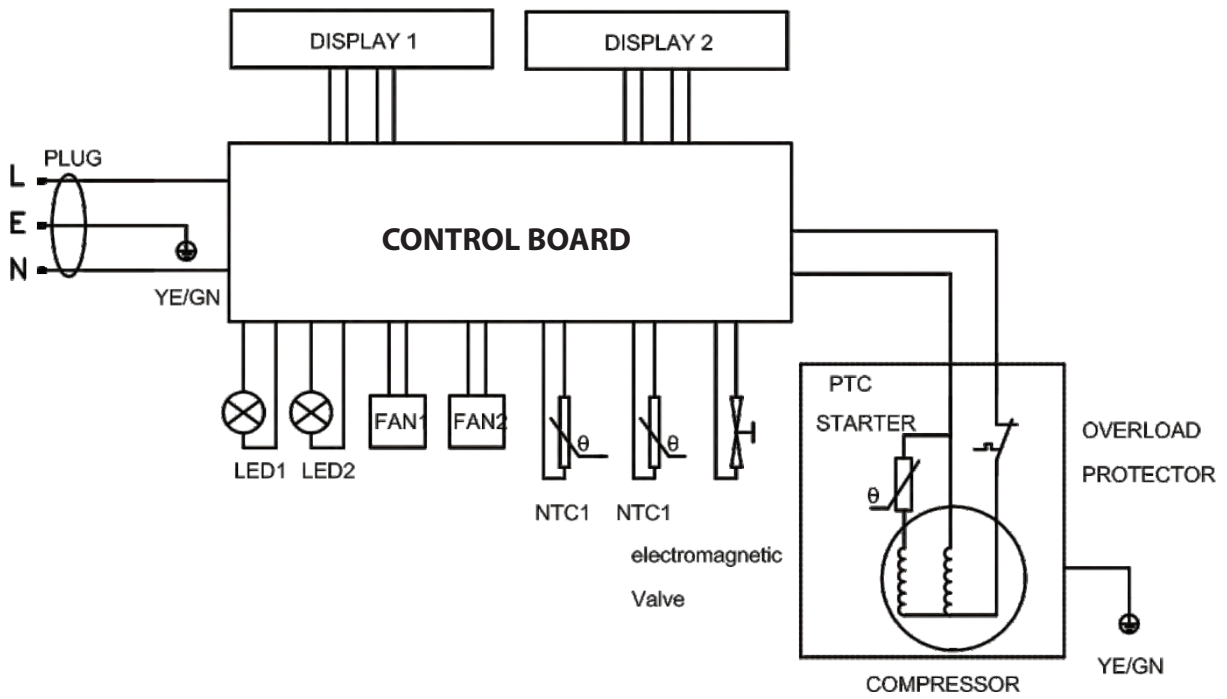 DISPLAY 1
DISPLAY 2
PLUG
L
E
N
YE/GN
CONTROL BOARD
LED1
LED2
FAN1
FAN2
θ
NTC1
θ
NTC1
electromagnetic
Valve
PTC
STARTER
θ
OVERLOAD
PROTECTOR
YE/GN
COMPRESSOR